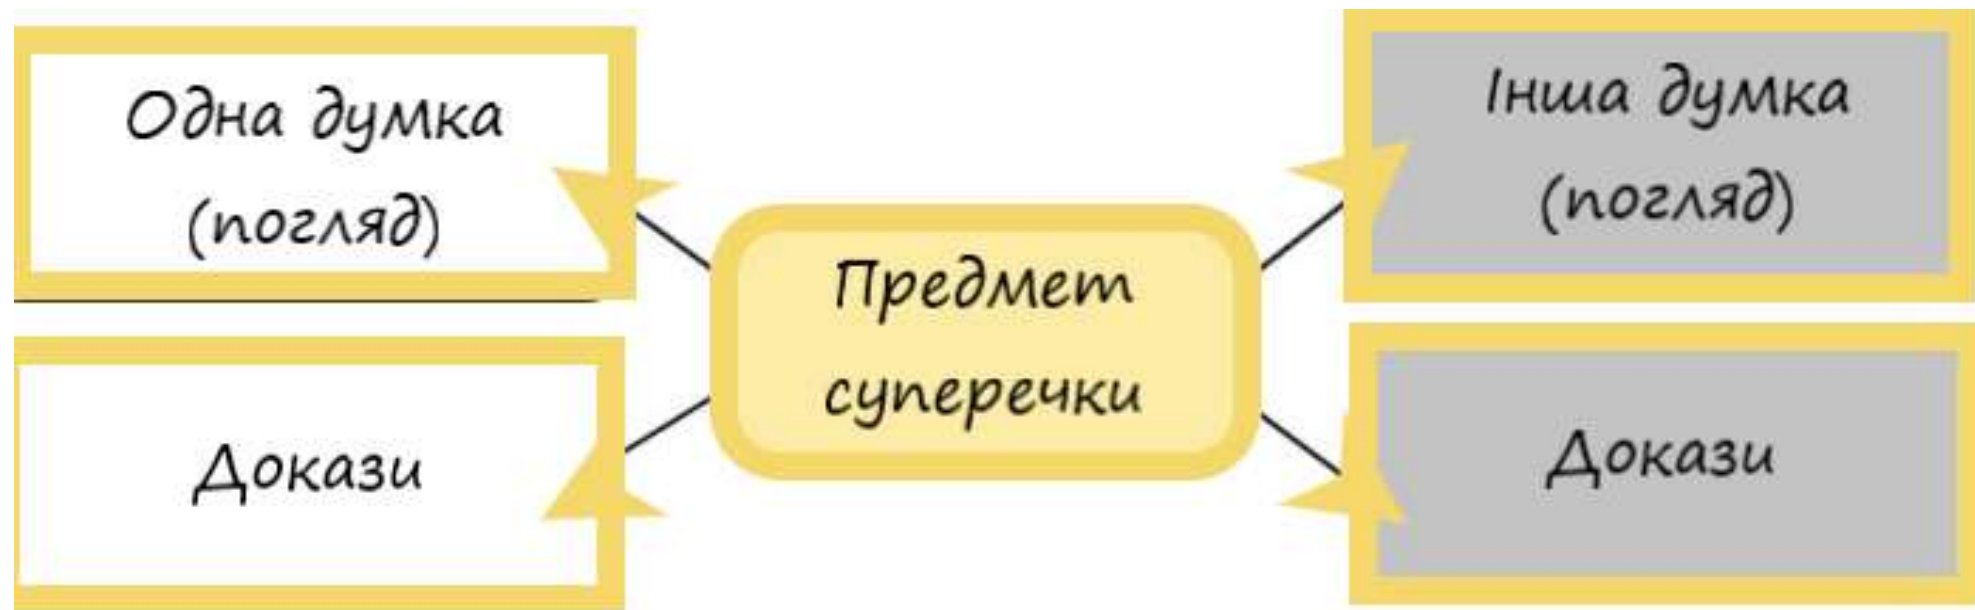 Одна думка
(погляд)
Інша думка
(погляд)
Предмет
суперечки
Докази
Докази